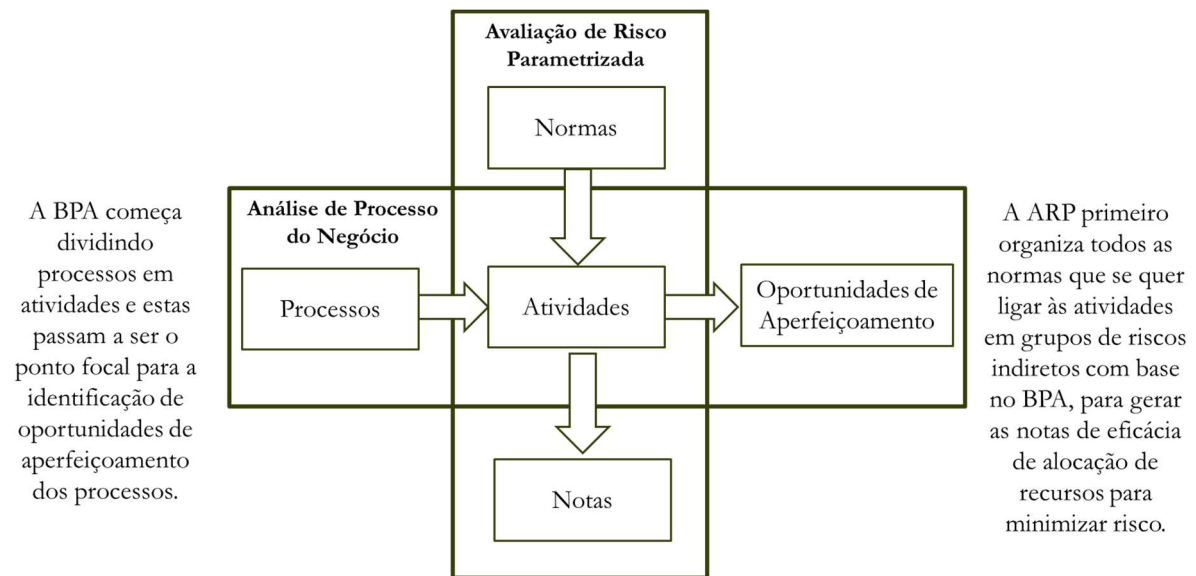 Avaliação de Risco
Parametrizada
Normas
A BPA começa
dividindo
processos em
atividades e estas
passam a ser o
ponto focal para a
identificação de
oportunidades de
aperfeiçoamento
dos processos.
Análise de Processo
do Negócio
Processos
Atividades
Oportunidades de
Aperfeiçoamento
Notas
A ARP primeiro
organiza todos as
normas que se quer
ligar às atividades
em grupos de riscos
indiretos com base
no BPA, para gerar
as notas de eficácia
de alocação de
recursos para
minimizar risco.